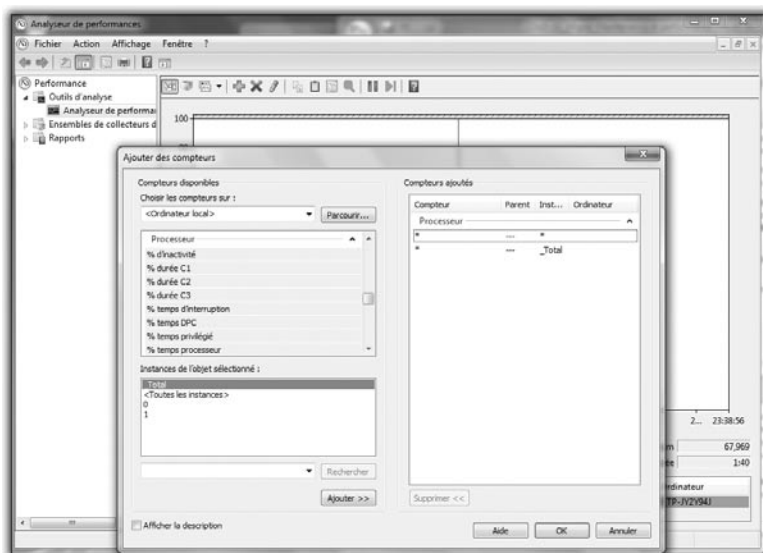 Analyseur de performances
Fichier Action Affichage Fenêtre ?
Performance
Outils d'analyse
Analyseur de performa
Ensembles de collecteurs d
Rapports
100
Ajouter des compteurs
Compteurs disponibles
Choisir les compteurs sur :
<Ordinateur local>
Parcourir...
Processeur
% d'inactivité
% durée C1
% durée C2
% durée C3
% temps d'interruption
% temps DPC
% temps privilégié
% temps processeur
Instances de l'objet sélectionné :
_Total
<Toutes les instances>
0
1
Rechercher
Ajouter >>
Afficher la description
Compteurs ajoutés
Compteur Parent Inst... Ordinateur
Processeur
* --- *
* --- _Total
Supprimer <<
Aide
OK
Annuler
2... 23:38:56
67,969
1:40
rdinateur
TP-JV2Y94J